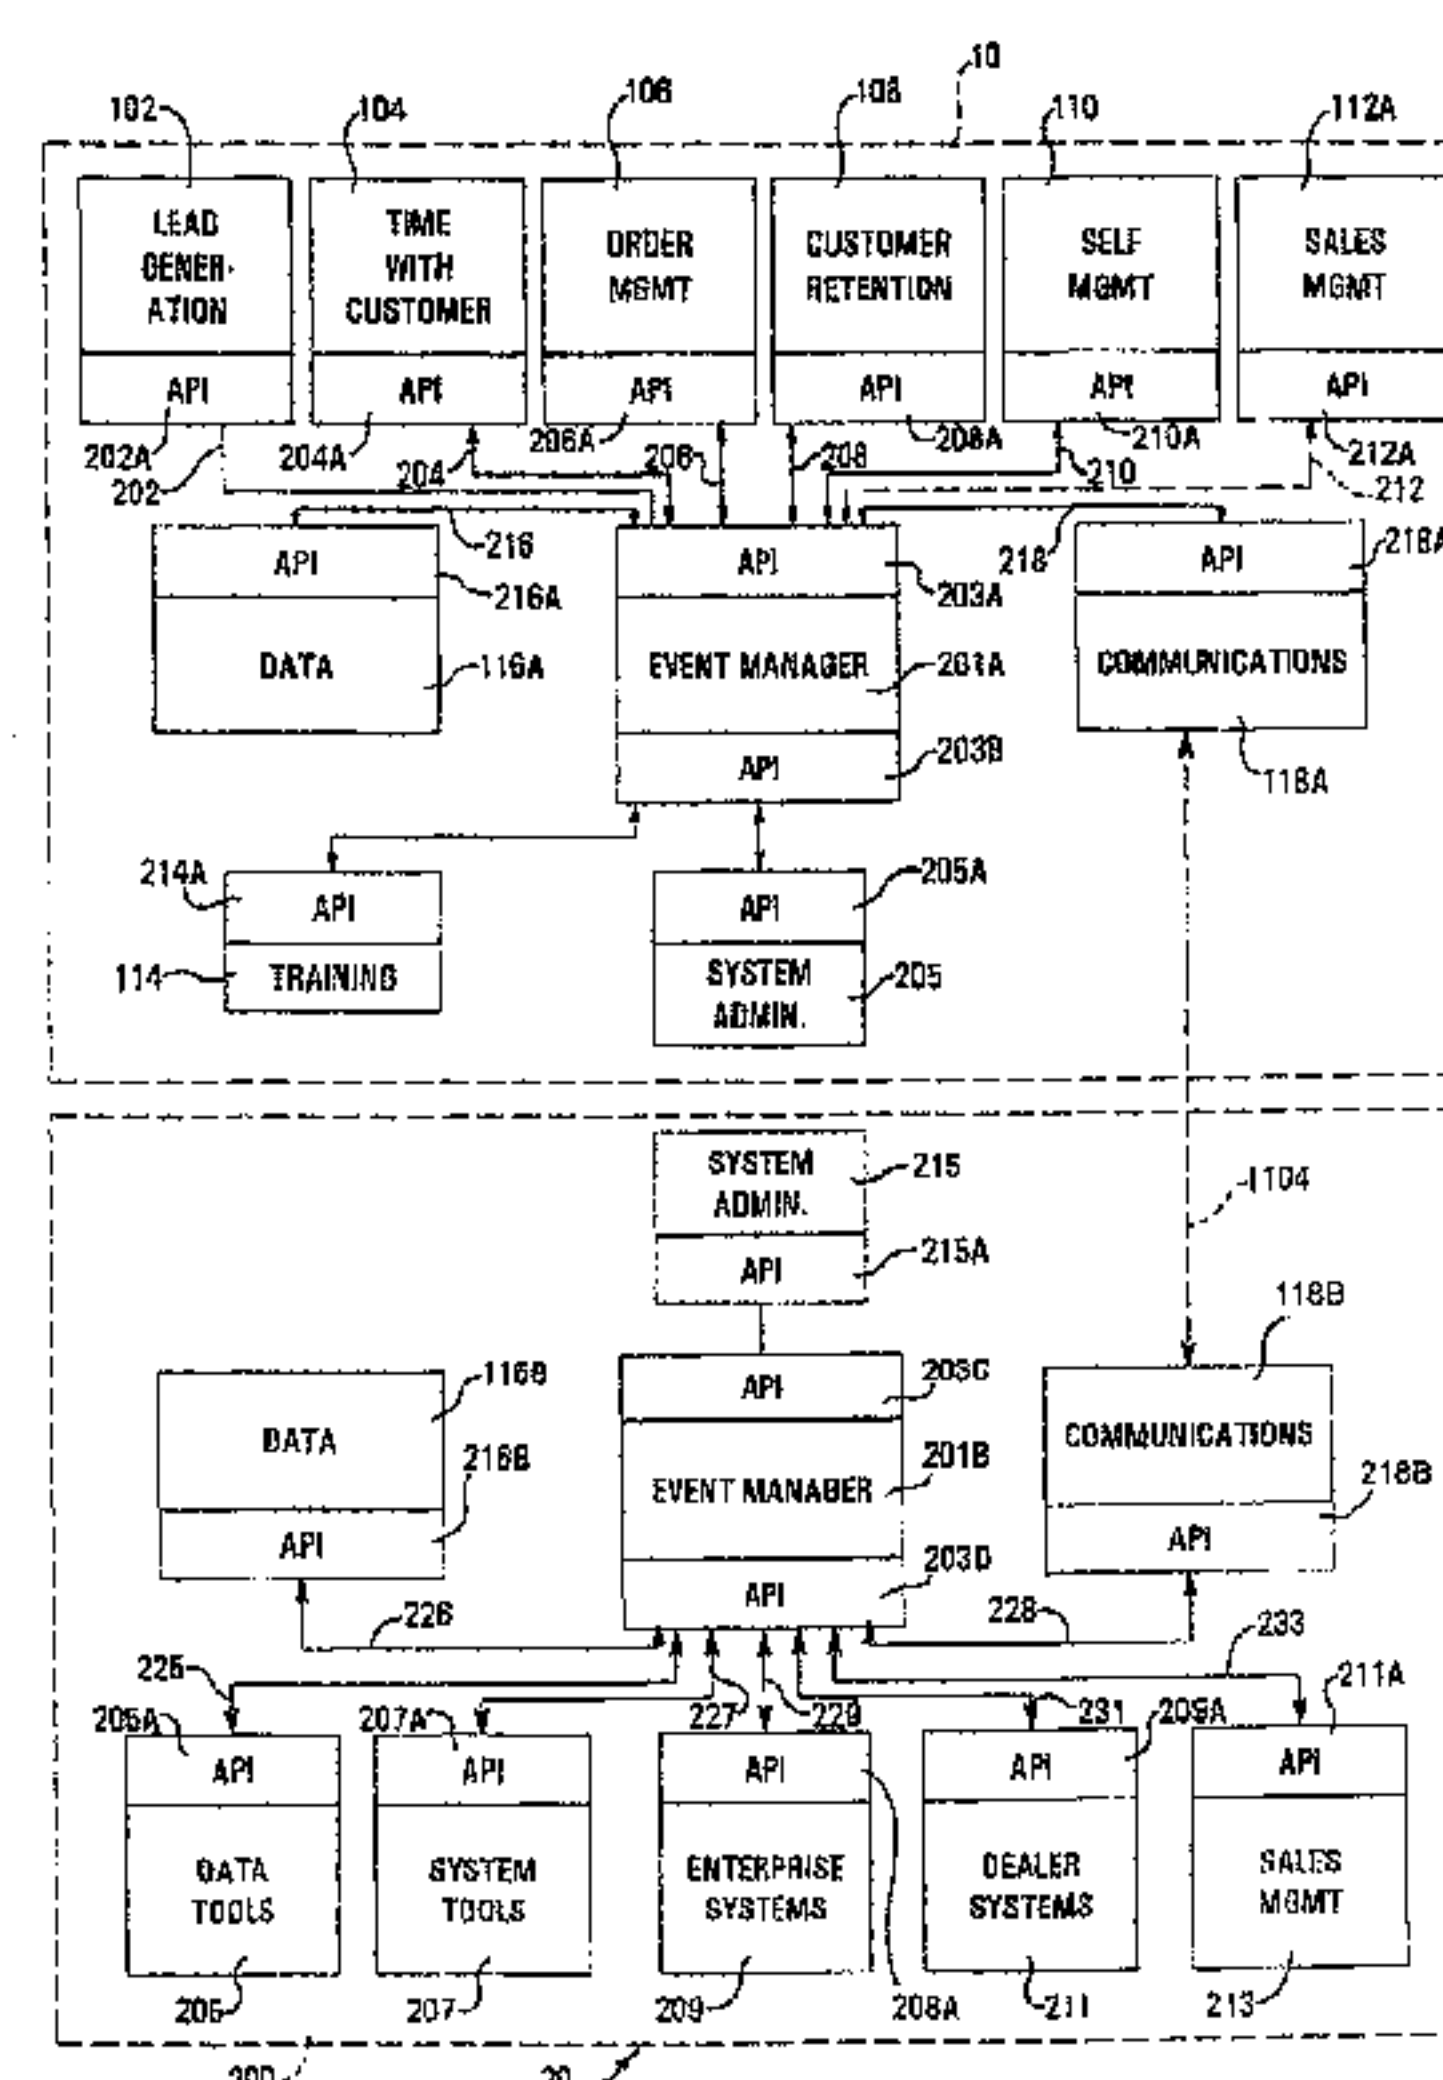 10
102
104
106
108
110
112A
LEAD
GENER-
ATION
TIME
WITH
CUSTOMER
ORDER
MGMT
CUSTOMER
RETENTION
SELF
MGMT
SALES
MGMT
API
API
API
API
API
API
202A
204A
206A
208A
210A
212A
202
204
206
208
210
212
216
218
API
216A
DATA
116A
API
203A
EVENT MANAGER
201A
API
203B
API
218A
COMMUNICATIONS
118A
214A
API
114
TRAINING
205A
API
SYSTEM
ADMIN.
205
SYSTEM
ADMIN.
215
API
215A
1104
118B
DATA
116B
API
216B
API
203C
EVENT MANAGER
201B
API
203D
COMMUNICATIONS
218B
API
226
228
233
225
227
229
231
205A
207A
209A
211A
API
API
API
API
API
DATA
TOOLS
SYSTEM
TOOLS
ENTERPRISE
SYSTEMS
DEALER
SYSTEMS
SALES
MGMT
207
209
208A
211
213